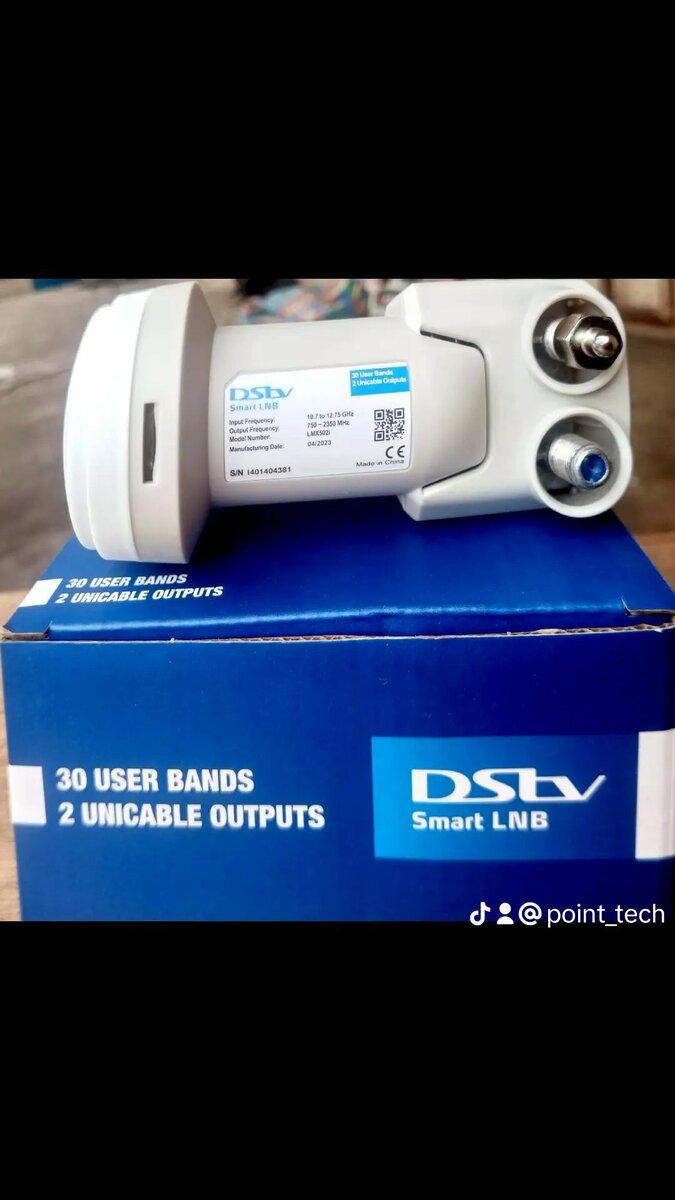 DStv
Smart LNB
30 User Bands
2 Unicable Outputs
Input Frequency: 10.7 to 12.75 GHz
Output Frequency: 750 ~ 2350 MHz
Model Number: LMX502i
Manufacturing Date: 04/2023
S/N I401404381
CE
Made in China
30 USER BANDS
2 UNICABLE OUTPUTS
30 USER BANDS
2 UNICABLE OUTPUTS
DStv
Smart LNB
@point_tech